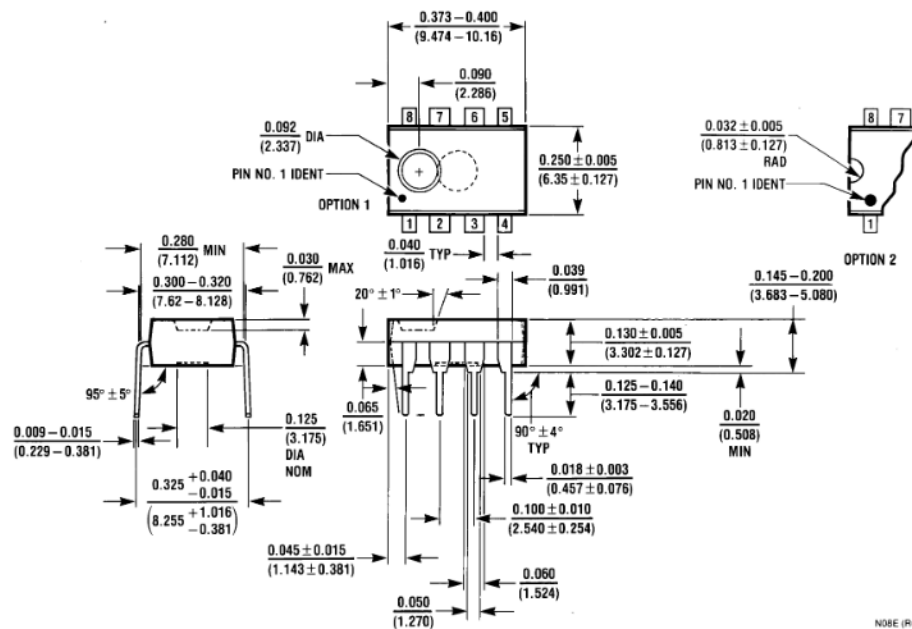 0.373 – 0.400
(9.474 – 10.16)
0.090
(2.286)
8 7 6 5
0.092 DIA
(2.337)
PIN NO. 1 IDENT
OPTION 1
0.250 ± 0.005
(6.35 ± 0.127)
1 2 3 4
8 7
0.032 ± 0.005
(0.813 ± 0.127)
RAD
PIN NO. 1 IDENT
1
OPTION 2
0.280 MIN
(7.112)
0.300 – 0.320
(7.62 – 8.128)
0.030 MAX
(0.762)
0.040 TYP
(1.016)
20° ± 1°
0.039
(0.991)
0.145 – 0.200
(3.683 – 5.080)
0.130 ± 0.005
(3.302 ± 0.127)
0.125 – 0.140
(3.175 – 3.556)
0.020
(0.508)
MIN
95° ± 5°
0.009 – 0.015
(0.229 – 0.381)
0.125
(3.175)
DIA
NOM
0.065
(1.651)
90° ± 4°
TYP
0.018 ± 0.003
(0.457 ± 0.076)
0.325 +0.040
−0.015
(8.255 +1.016
−0.381)
0.100 ± 0.010
(2.540 ± 0.254)
0.045 ± 0.015
(1.143 ± 0.381)
0.060
(1.524)
0.050
(1.270)
N08E (R